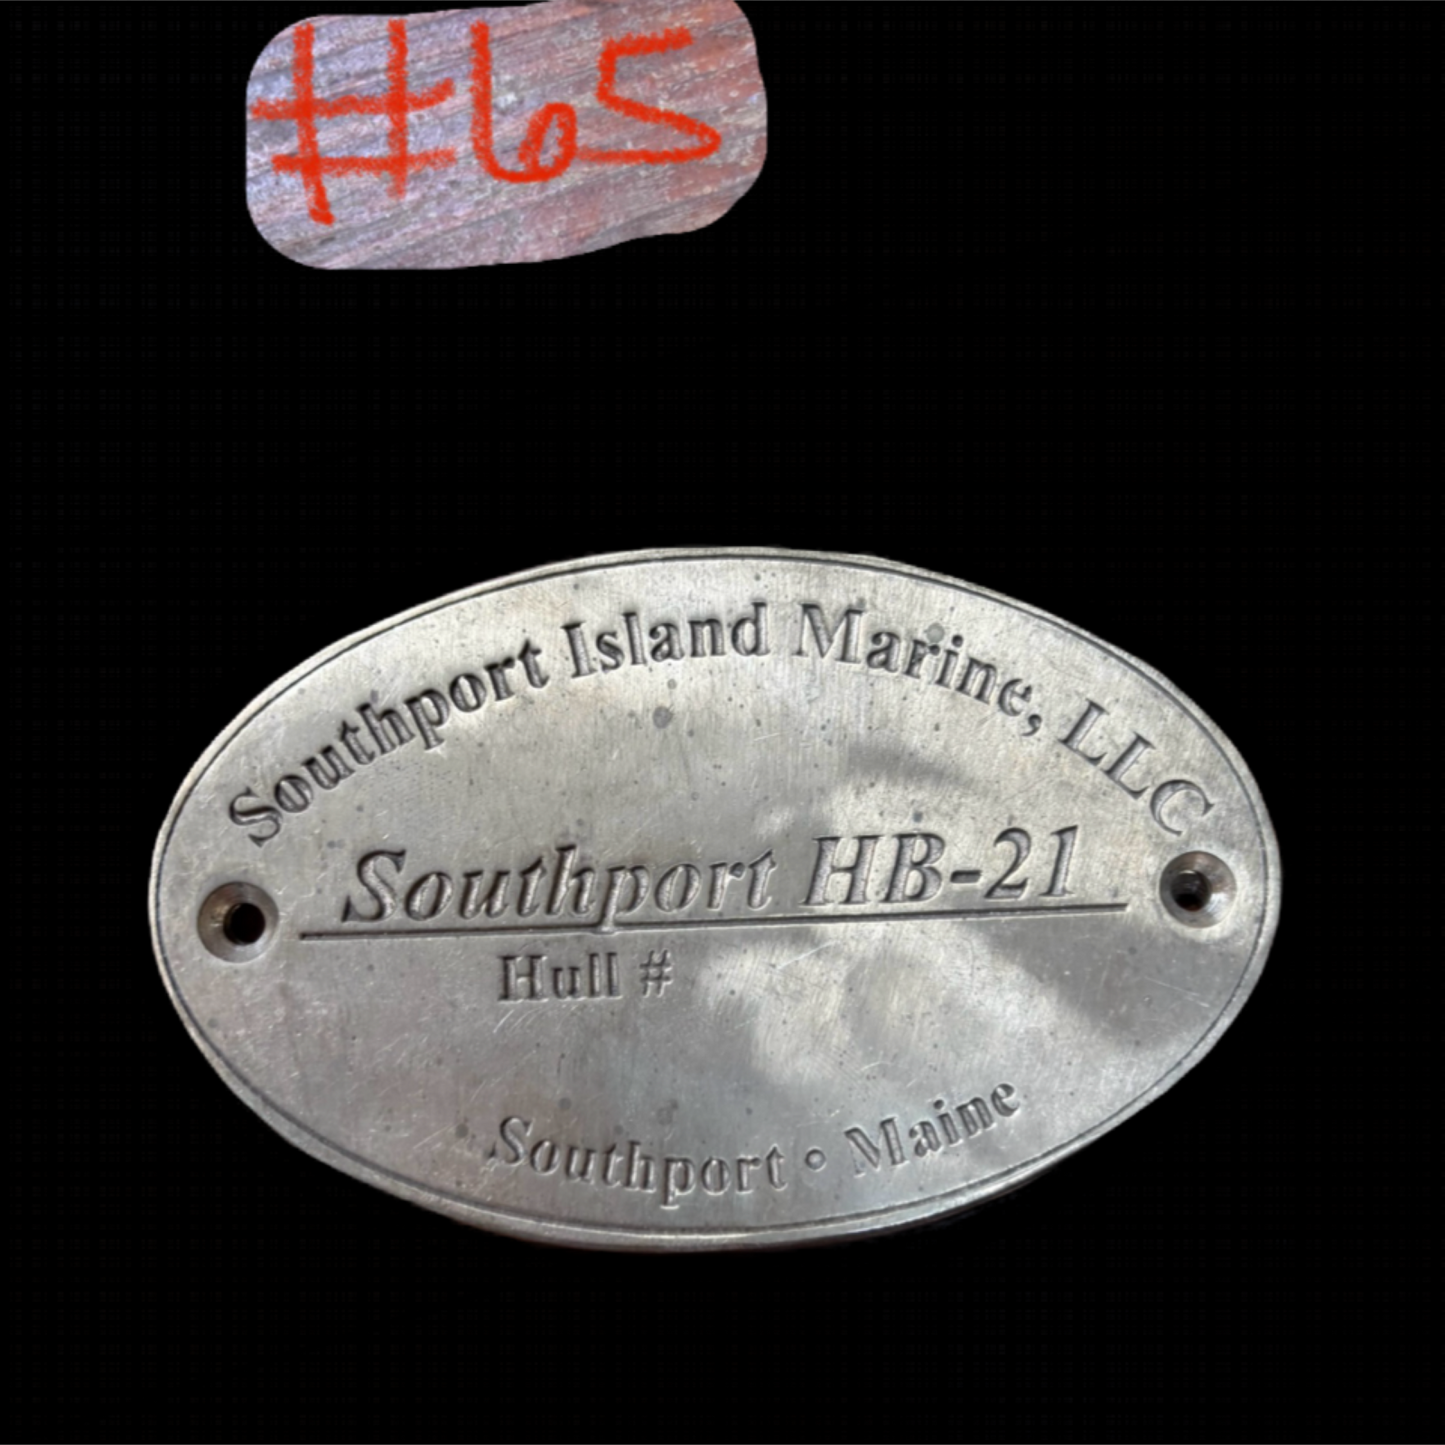 #65
Southport Island Marine, LLC
Southport HB-21
Hull #
Southport • Maine